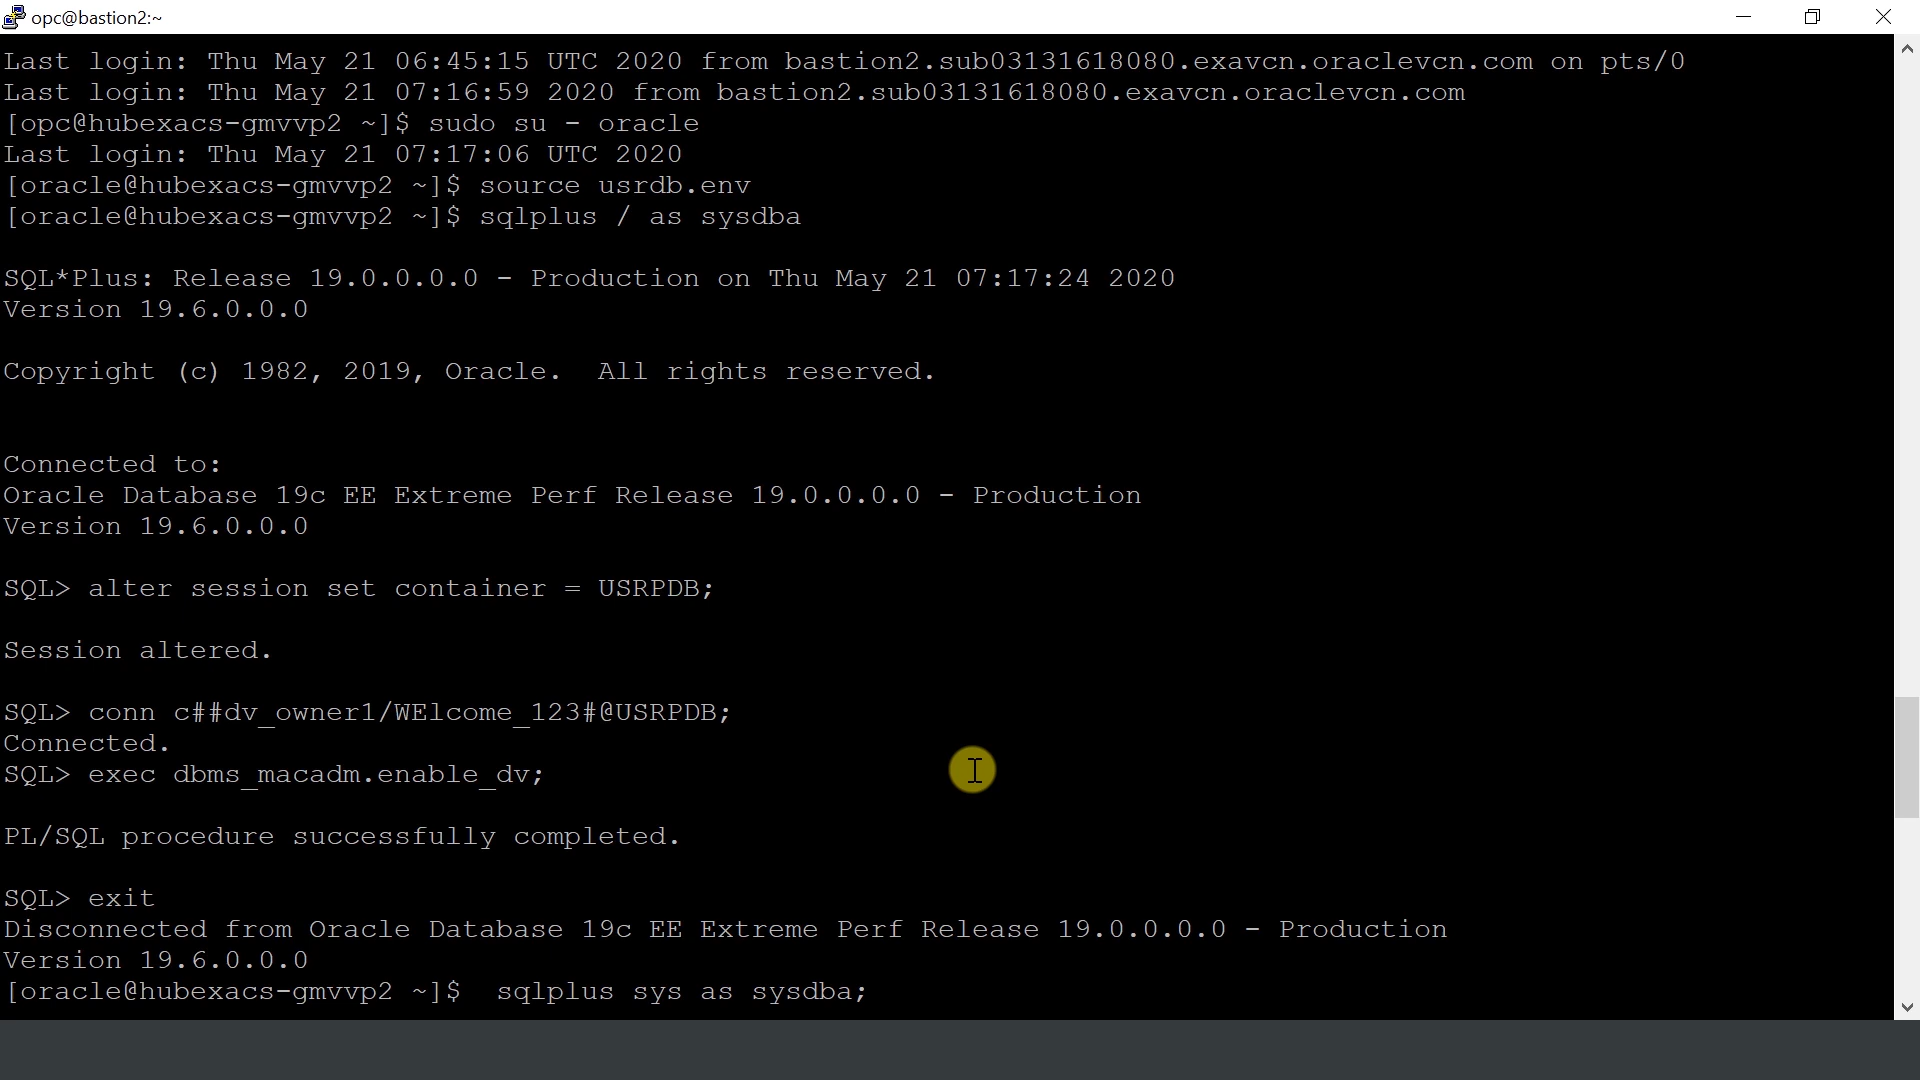 opc@bastion2:~
Last login: Thu May 21 06:45:15 UTC 2020 from bastion2.sub03131618080.exavcn.oraclevcn.com on pts/0
Last login: Thu May 21 07:16:59 2020 from bastion2.sub03131618080.exavcn.oraclevcn.com
[opc@hubexacs-gmvvp2 ~]$ sudo su - oracle
Last login: Thu May 21 07:17:06 UTC 2020
[oracle@hubexacs-gmvvp2 ~]$ source usrdb.env
[oracle@hubexacs-gmvvp2 ~]$ sqlplus / as sysdba
SQL*Plus: Release 19.0.0.0.0 - Production on Thu May 21 07:17:24 2020
Version 19.6.0.0.0
Copyright (c) 1982, 2019, Oracle.  All rights reserved.
Connected to:
Oracle Database 19c EE Extreme Perf Release 19.0.0.0.0 - Production
Version 19.6.0.0.0
SQL> alter session set container = USRPDB;
Session altered.
SQL> conn c##dv_owner1/WElcome_123#@USRPDB;
Connected.
SQL> exec dbms_macadm.enable_dv;
PL/SQL procedure successfully completed.
SQL> exit
Disconnected from Oracle Database 19c EE Extreme Perf Release 19.0.0.0.0 - Production
Version 19.6.0.0.0
[oracle@hubexacs-gmvvp2 ~]$  sqlplus sys as sysdba;